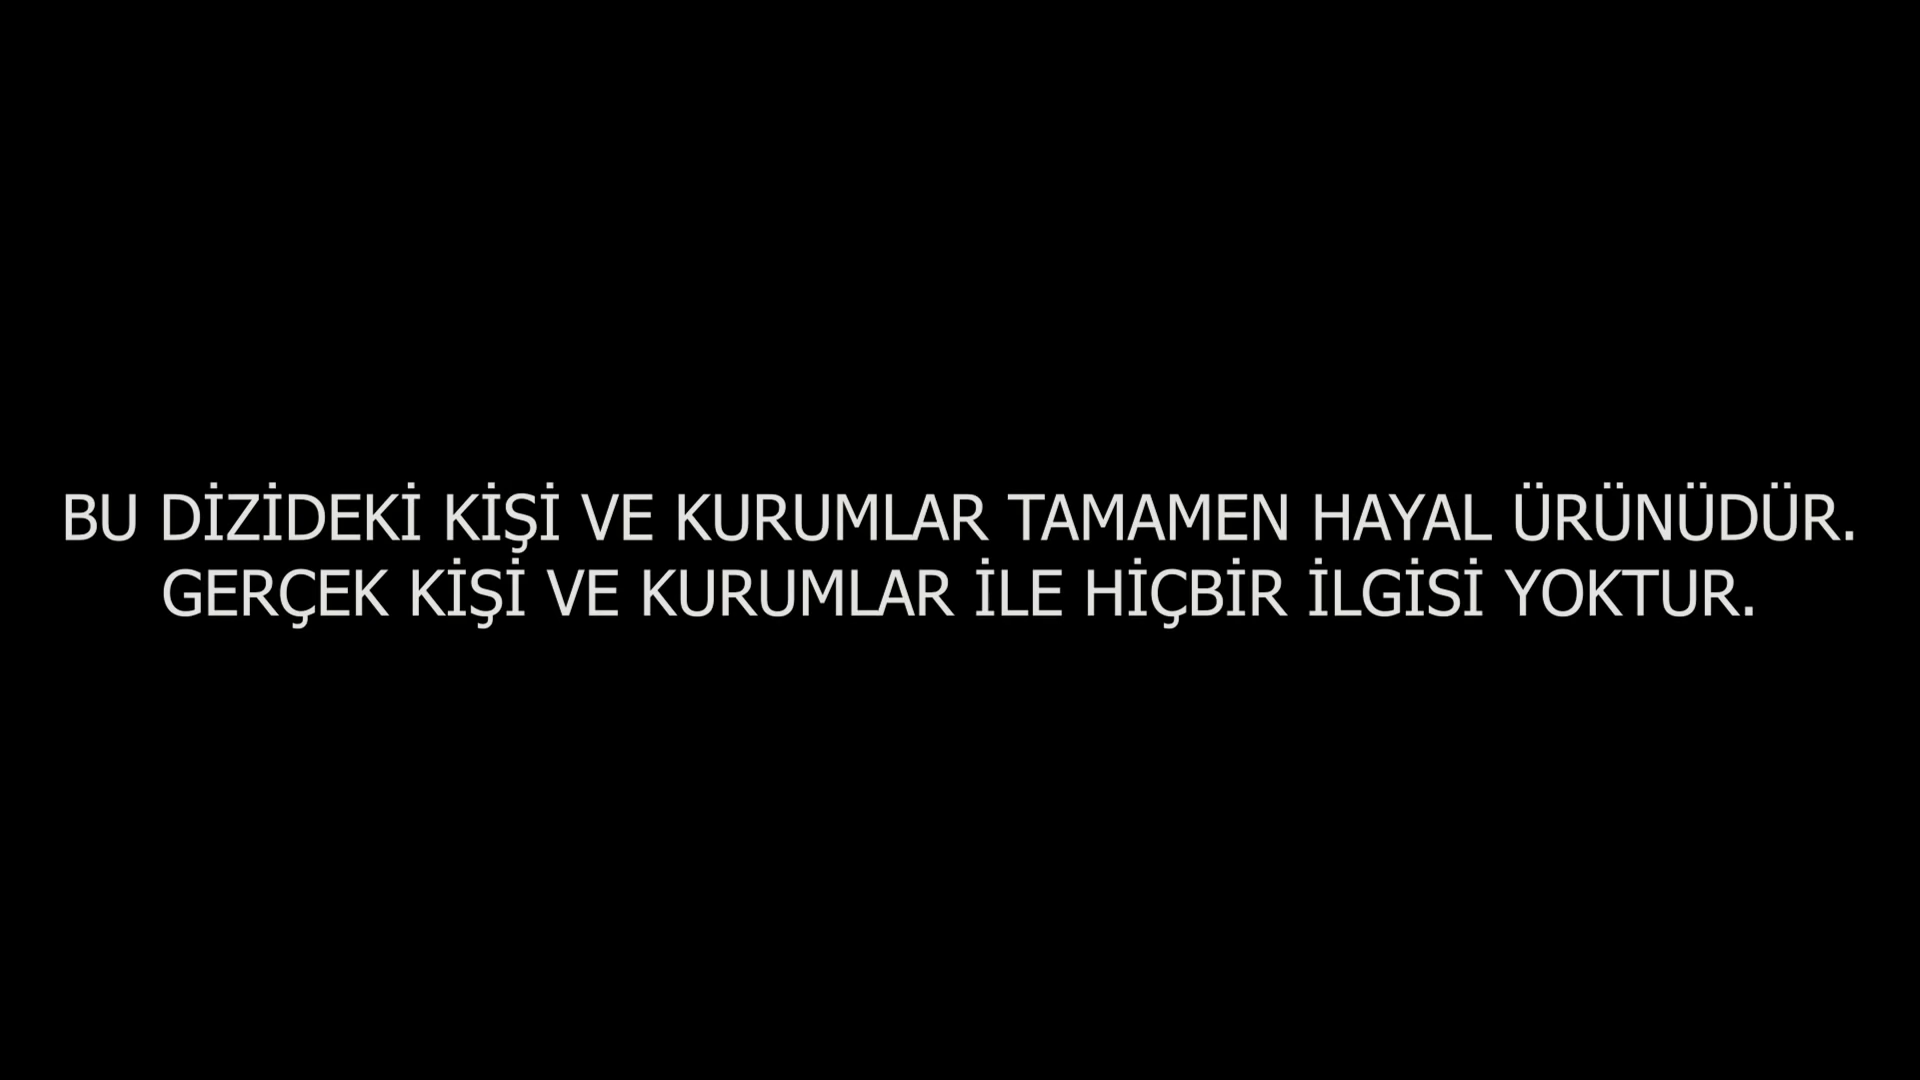 BU DİZİDEKİ KİŞİ VE KURUMLAR TAMAMEN HAYAL ÜRÜNÜDÜR.
GERÇEK KİŞİ VE KURUMLAR İLE HİÇBİR İLGİSİ YOKTUR.